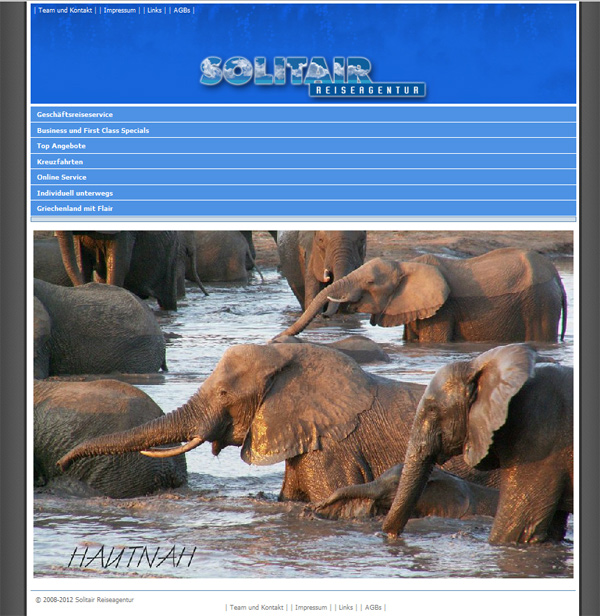 | Team und Kontakt | | Impressum | | Links | | AGBs |
SOLITAIR
REISEAGENTUR
Geschäftsreiseservice
Business und First Class Specials
Top Angebote
Kreuzfahrten
Online Service
Individuell unterwegs
Griechenland mit Flair
HAUTNAH
© 2008-2012 Solitair Reiseagentur
| Team und Kontakt | | Impressum | | Links | | AGBs |